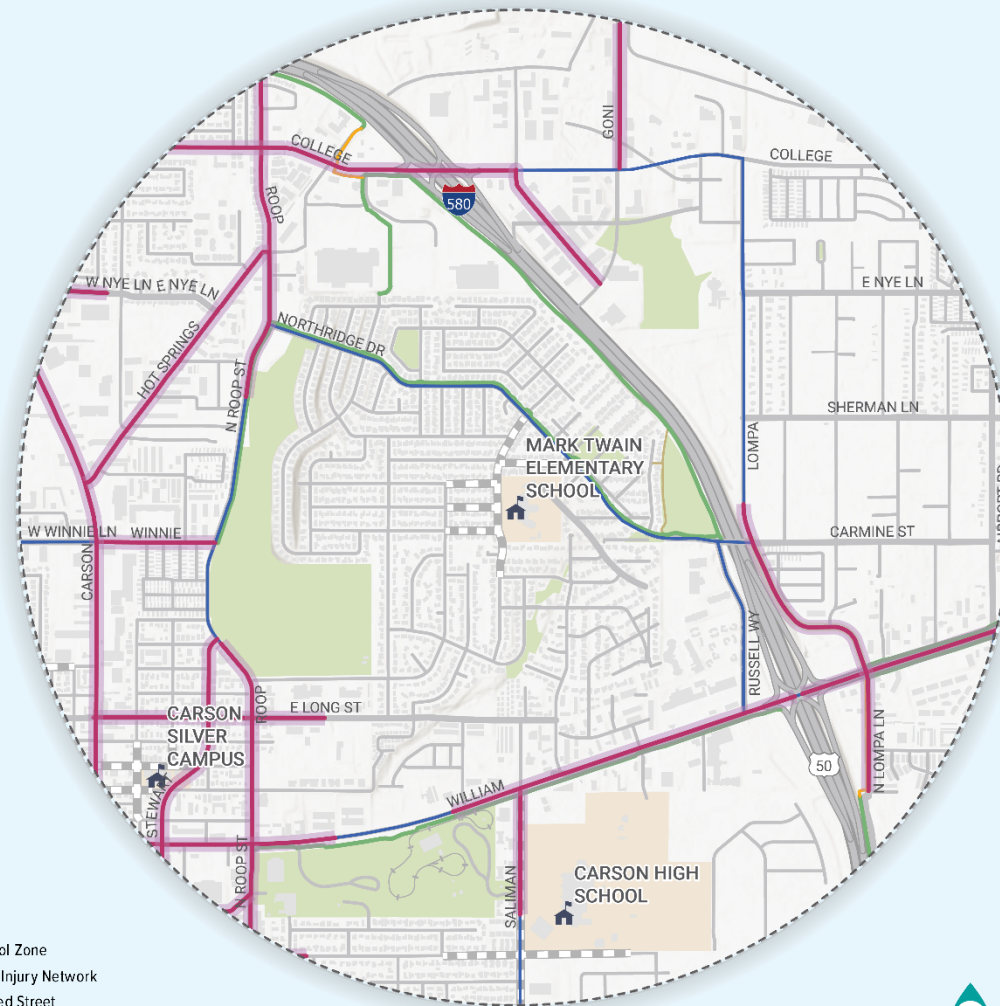 GONI
COLLEGE
COLLEGE
580
ROOP
W NYE LN E NYE LN
E NYE LN
NORTHRIDGE DR
HOT SPRINGS
N ROOP ST
SHERMAN LN
LOMPA
MARK TWAIN
ELEMENTARY
SCHOOL
W WINNIE LN
WINNIE
CARMINE ST
CARSON
RUSSELL WY
ROOP
E LONG ST
CARSON
SILVER
CAMPUS
50
N LOMPA LN
STEWART
WILLIAM
N ROOP ST
SALIMAN
CARSON HIGH
SCHOOL
ol Zone
Injury Network
ed Street